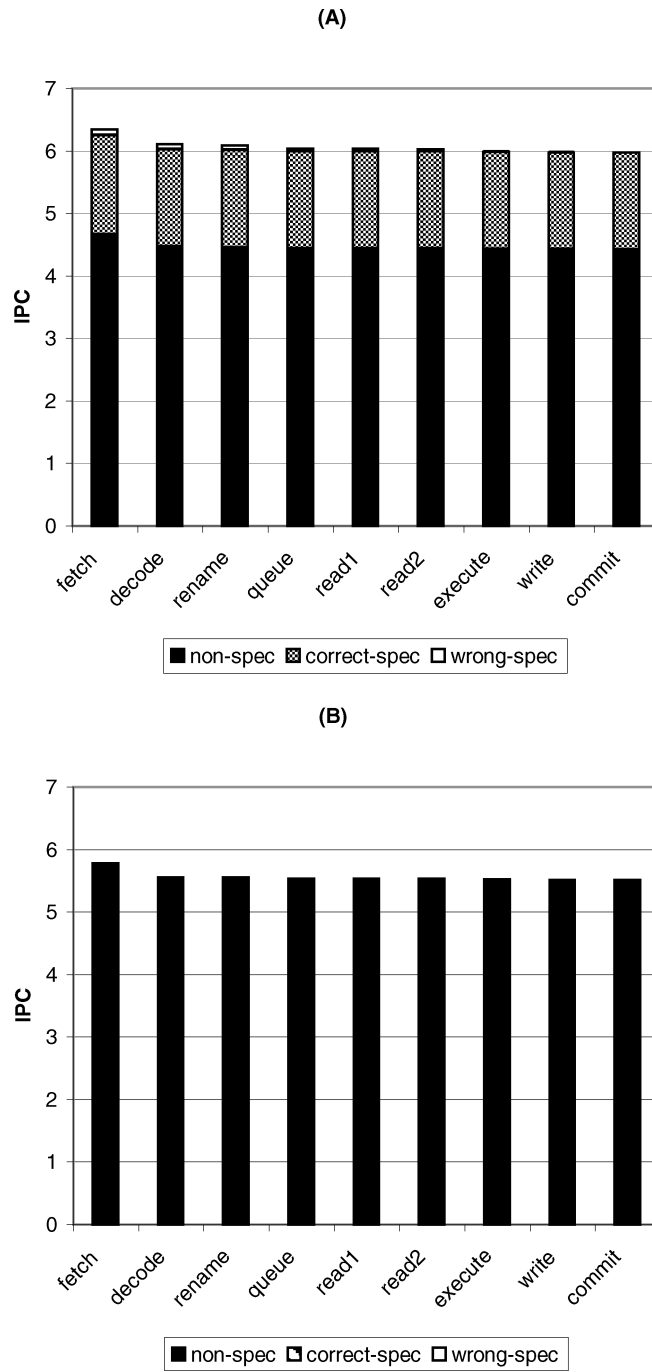 (A)
7
6
5
4
3
2
1
0
IPC
fetch
decode
rename
queue
read1
read2
execute
write
commit
non-spec correct-spec wrong-spec
(B)
7
6
5
4
3
2
1
0
IPC
fetch
decode
rename
queue
read1
read2
execute
write
commit
non-spec correct-spec wrong-spec